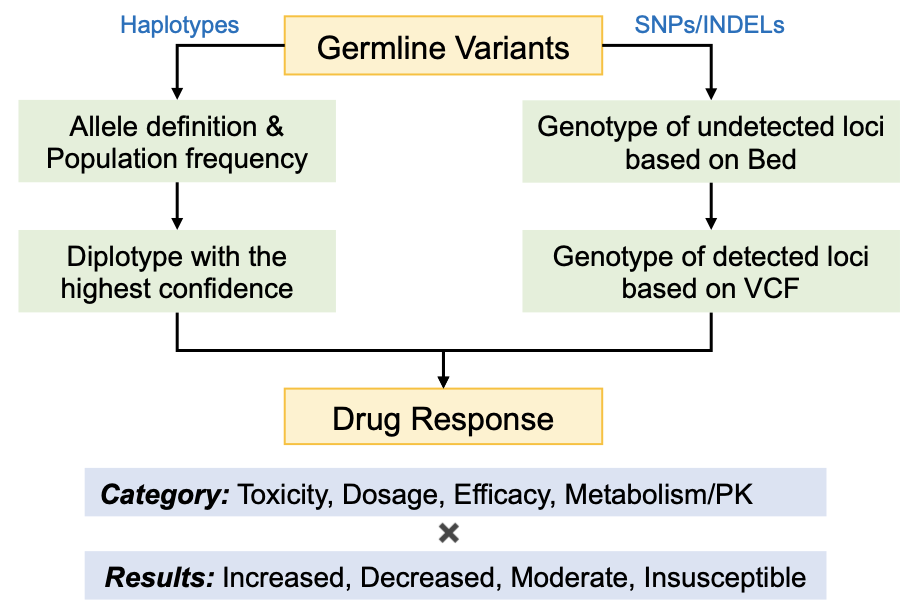 Haplotypes
Germline Variants
SNPs/INDELs
Allele definition &
Population frequency
Genotype of undetected loci
based on Bed
Diplotype with the
highest confidence
Genotype of detected loci
based on VCF
Drug Response
Category: Toxicity, Dosage, Efficacy, Metabolism/PK
✖
Results: Increased, Decreased, Moderate, Insusceptible